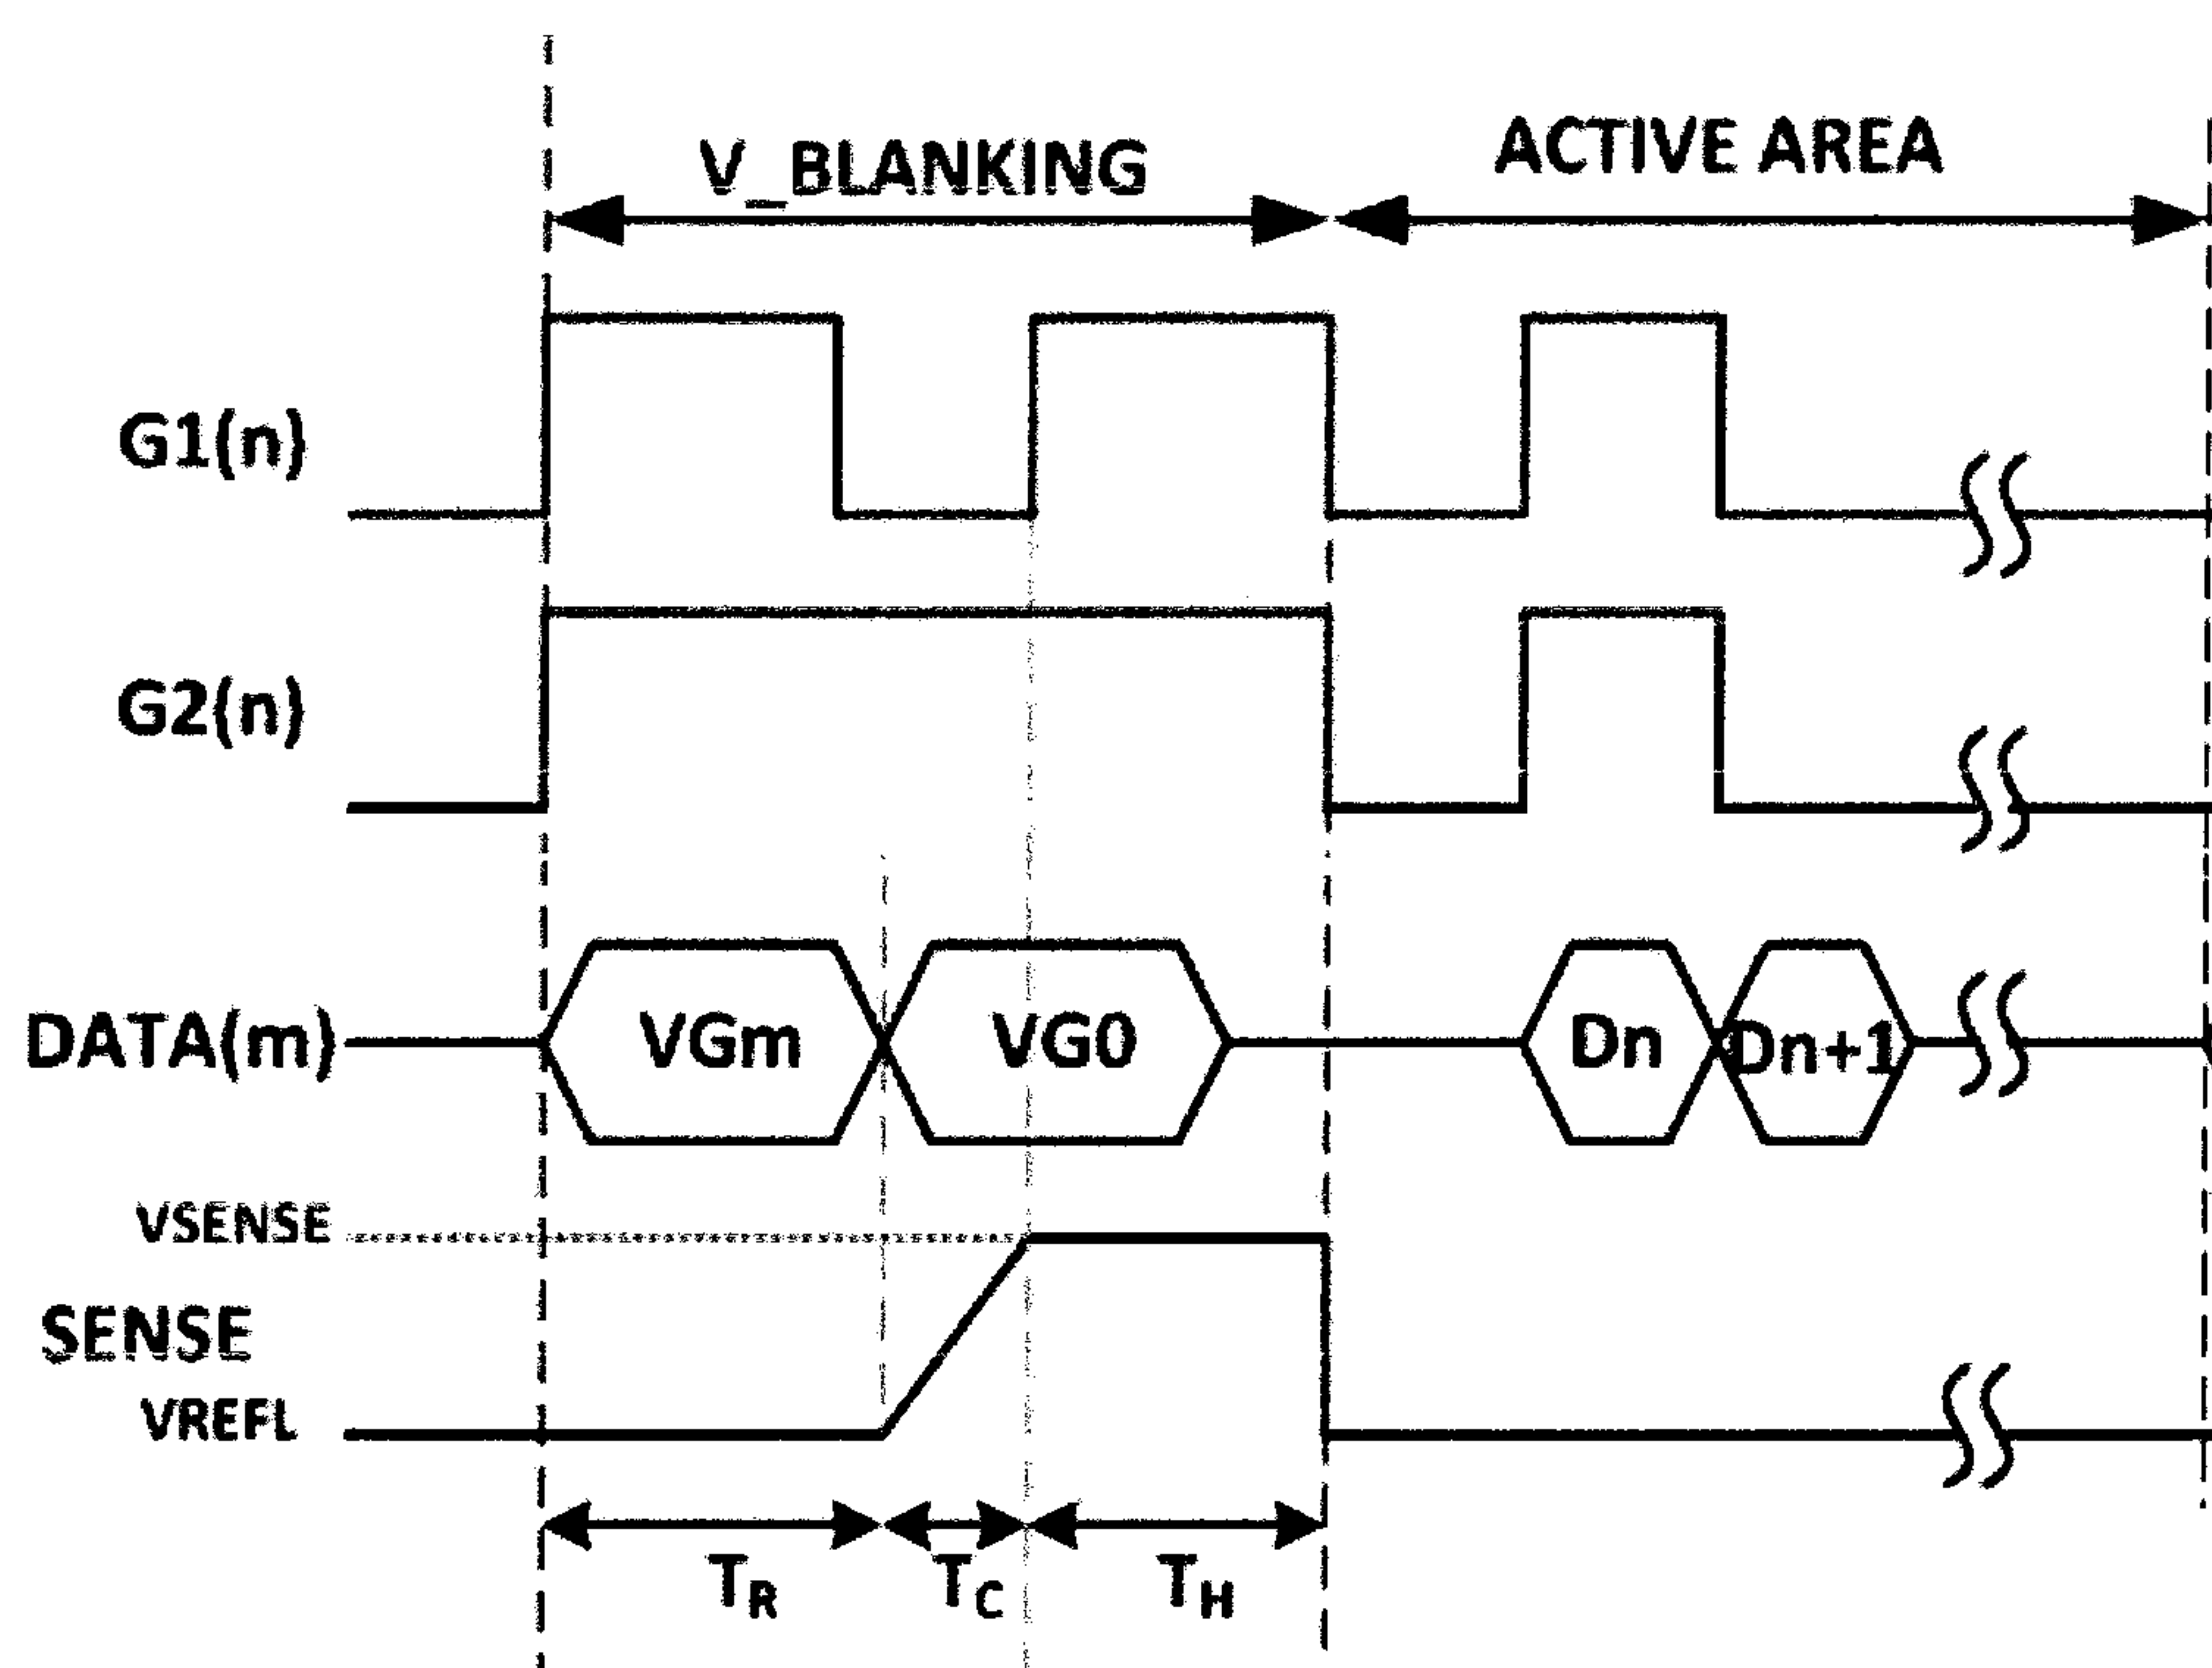 V_BLANKING
ACTIVE AREA
G1(n)
G2(n)
DATA(m)
VGm
VG0
Dn
Dn+1
VSENSE
SENSE
VREFL
TR
TC
TH